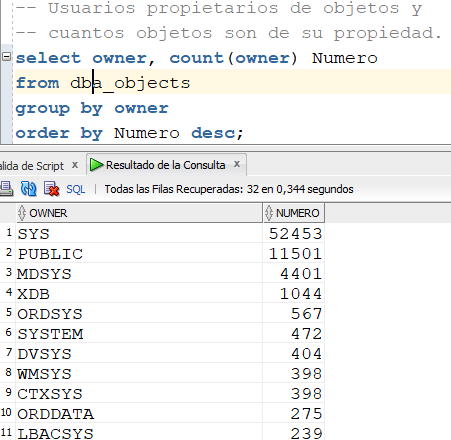 -- Usuarios propietarios de objetos y
-- cuantos objetos son de su propiedad.
select owner, count(owner) Numero
from dba_objects
group by owner
order by Numero desc;
alida de Script x Resultado de la Consulta x
SQL | Todas las Filas Recuperadas: 32 en 0,344 segundos
OWNER NUMERO
1 SYS 52453
2 PUBLIC 11501
3 MDSYS 4401
4 XDB 1044
5 ORDSYS 567
6 SYSTEM 472
7 DVSYS 404
8 WMSYS 398
9 CTXSYS 398
10 ORDDATA 275
11 LBACSYS 239